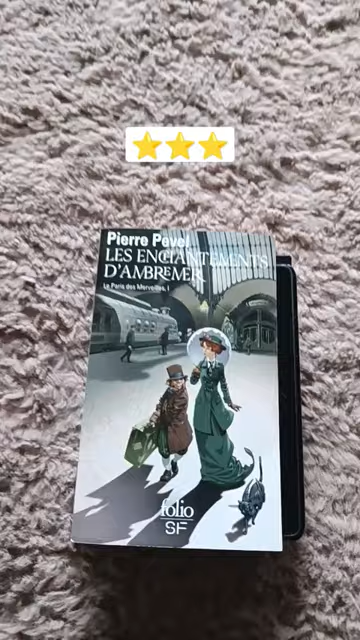 Pierre Pevel
LES ENCHANTEMENTS
D'AMBREMER
Le Paris des Merveilles, I
folio
SF